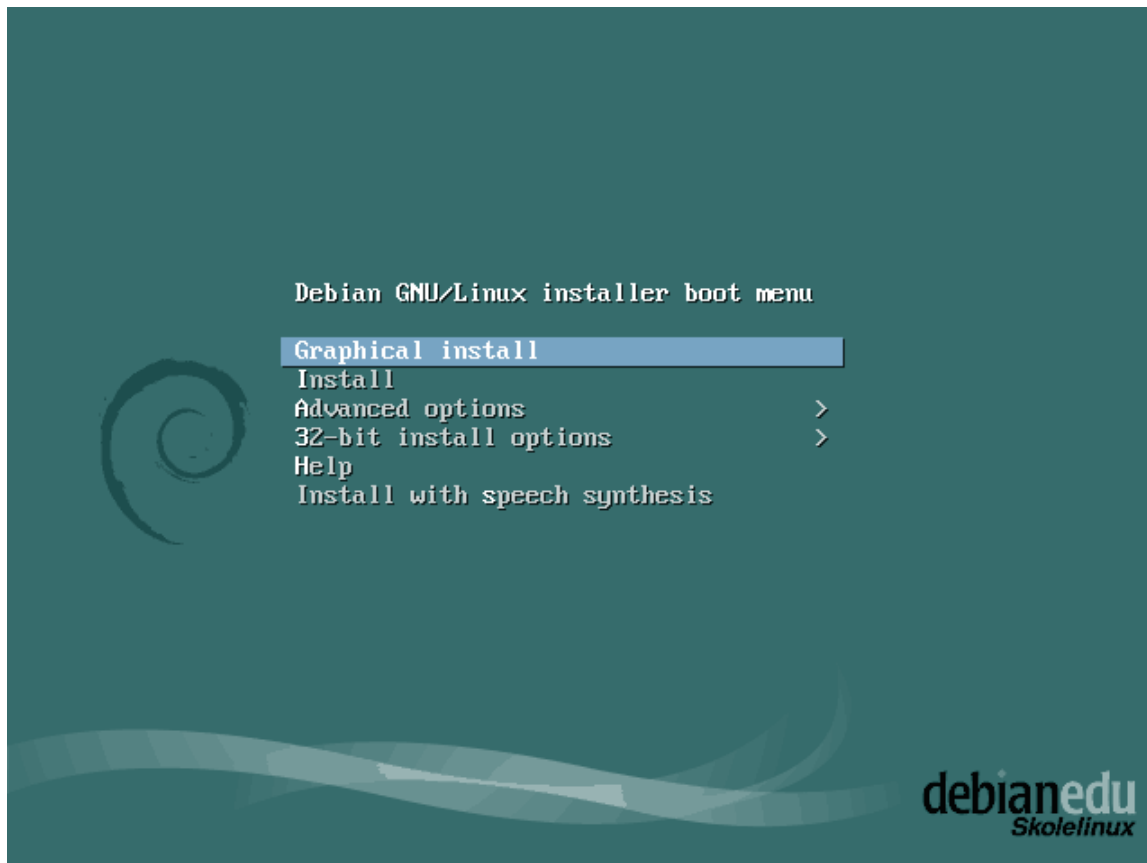 Debian GNU/Linux installer boot menu
Graphical install
Install
Advanced options >
32-bit install options >
Help
Install with speech synthesis
debianedu
Skolelinux